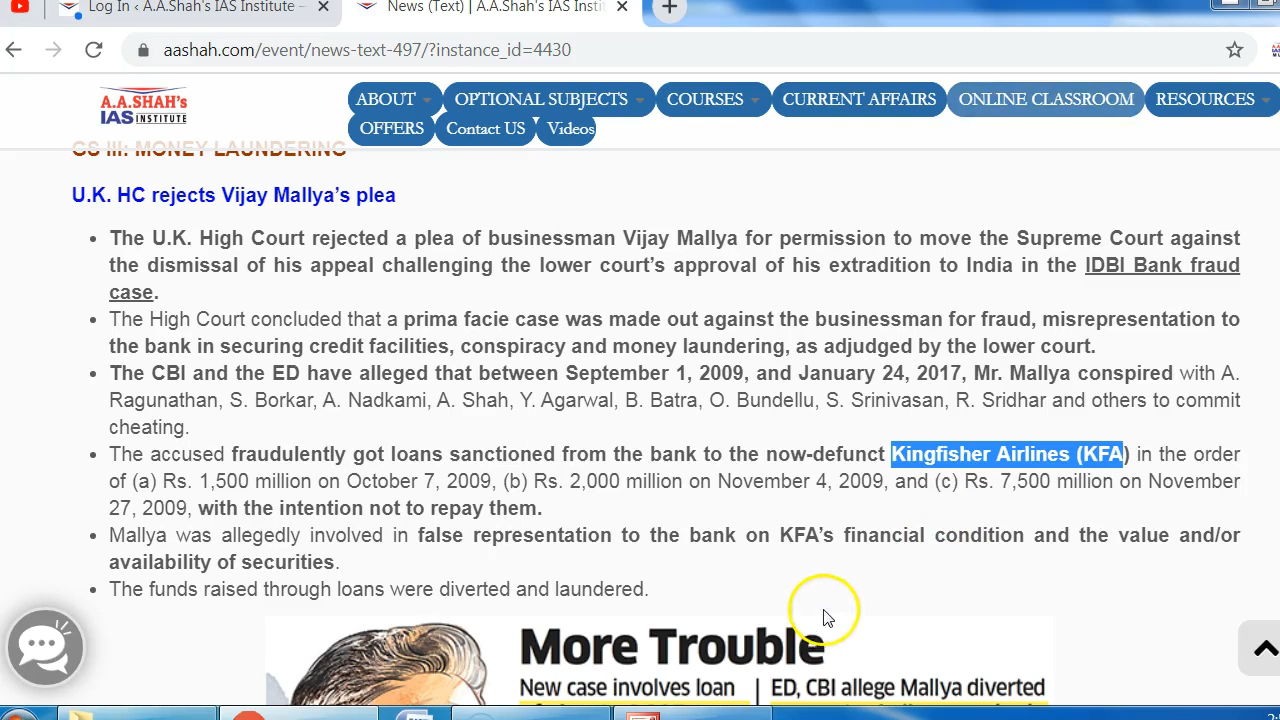 Log In ‹ A.A.Shah's IAS Institute –
News (Text) | A.A.Shah's IAS Insti
aashah.com/event/news-text-497/?instance_id=4430
A.A.SHAH's
IAS INSTITUTE
ABOUT OPTIONAL SUBJECTS COURSES CURRENT AFFAIRS ONLINE CLASSROOM RESOURCES
OFFERS Contact US Videos
GS III: MONEY LAUNDERING
U.K. HC rejects Vijay Mallya's plea
• The U.K. High Court rejected a plea of businessman Vijay Mallya for permission to move the Supreme Court against
the dismissal of his appeal challenging the lower court's approval of his extradition to India in the IDBI Bank fraud
case.
• The High Court concluded that a prima facie case was made out against the businessman for fraud, misrepresentation to
the bank in securing credit facilities, conspiracy and money laundering, as adjudged by the lower court.
• The CBI and the ED have alleged that between September 1, 2009, and January 24, 2017, Mr. Mallya conspired with A.
Ragunathan, S. Borkar, A. Nadkami, A. Shah, Y. Agarwal, B. Batra, O. Bundellu, S. Srinivasan, R. Sridhar and others to commit
cheating.
• The accused fraudulently got loans sanctioned from the bank to the now-defunct Kingfisher Airlines (KFA) in the order
of (a) Rs. 1,500 million on October 7, 2009, (b) Rs. 2,000 million on November 4, 2009, and (c) Rs. 7,500 million on November
27, 2009, with the intention not to repay them.
• Mallya was allegedly involved in false representation to the bank on KFA's financial condition and the value and/or
availability of securities.
• The funds raised through loans were diverted and laundered.
More Trouble
New case involves loan
ED, CBI allege Mallya diverted